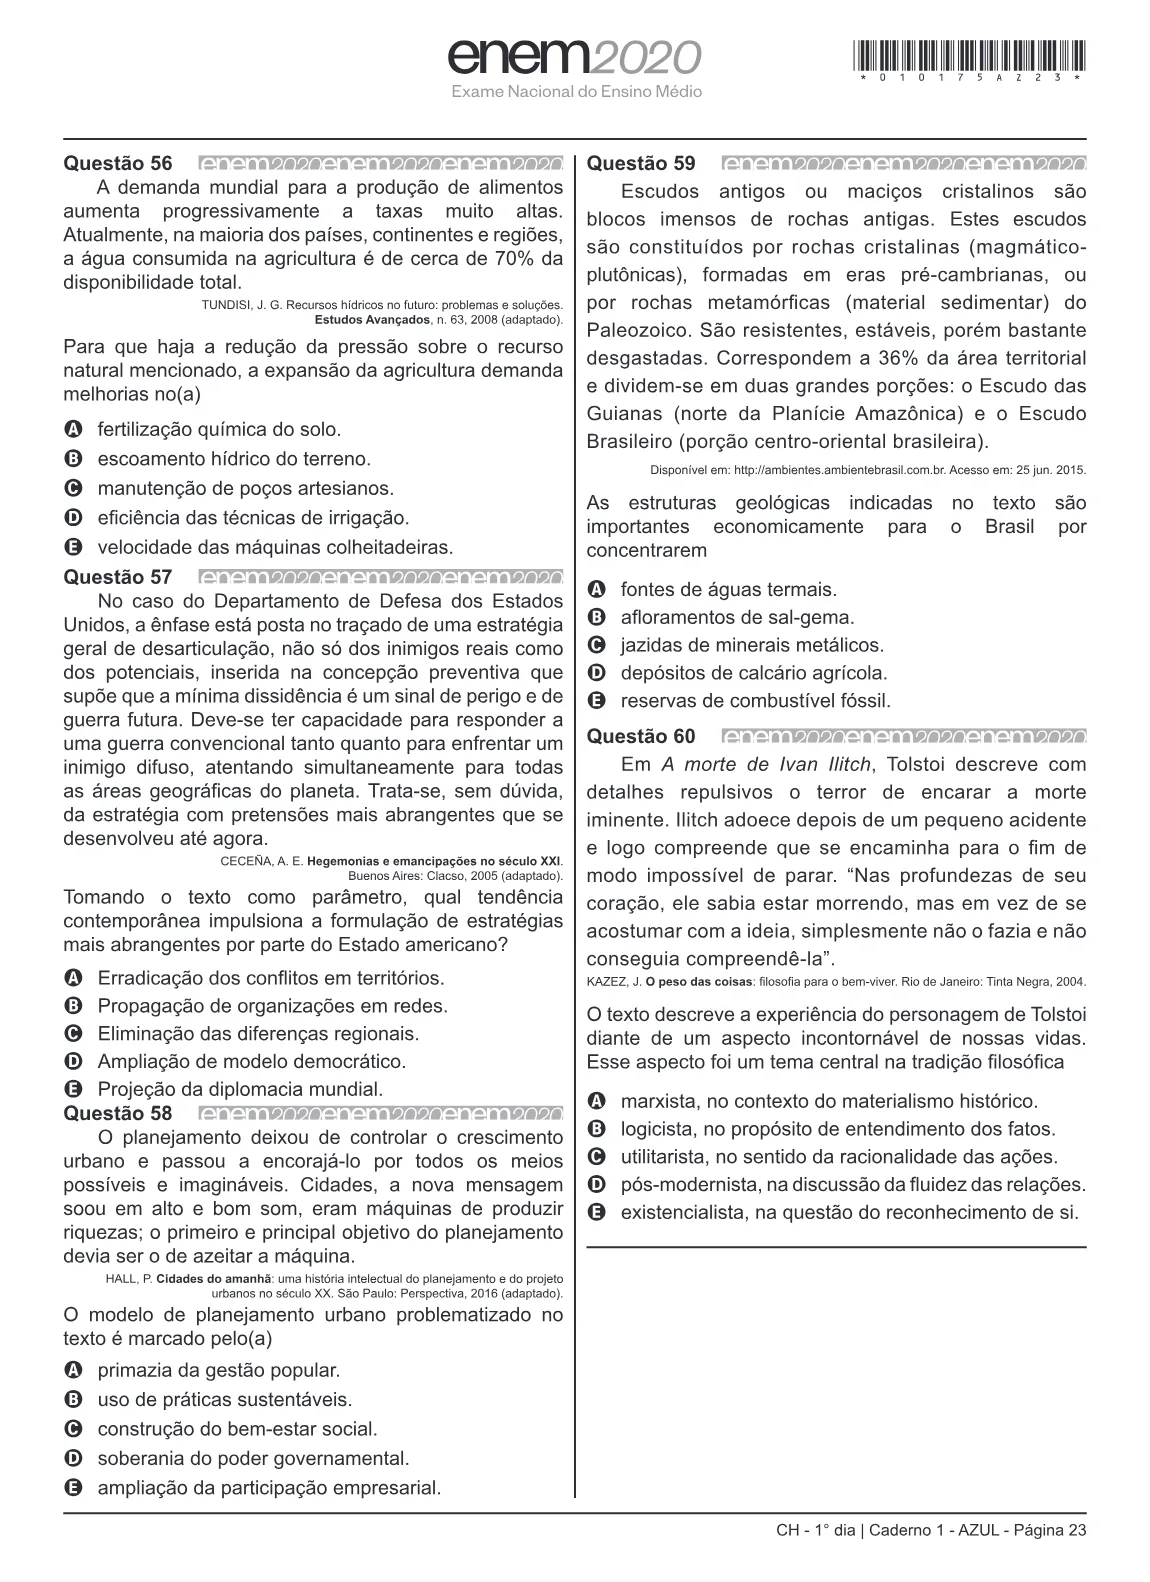 enem2020
Exame Nacional do Ensino Médio
*010175AZ23*
Questão 56 enem2020enem2020enem2020
A demanda mundial para a produção de alimentos
aumenta progressivamente a taxas muito altas.
Atualmente, na maioria dos países, continentes e regiões,
a água consumida na agricultura é de cerca de 70% da
disponibilidade total.
TUNDISI, J. G. Recursos hídricos no futuro: problemas e soluções.
Estudos Avançados, n. 63, 2008 (adaptado).
Para que haja a redução da pressão sobre o recurso
natural mencionado, a expansão da agricultura demanda
melhorias no(a)
A fertilização química do solo.
B escoamento hídrico do terreno.
C manutenção de poços artesianos.
D eficiência das técnicas de irrigação.
E velocidade das máquinas colheitadeiras.
Questão 57 enem2020enem2020enem2020
No caso do Departamento de Defesa dos Estados
Unidos, a ênfase está posta no traçado de uma estratégia
geral de desarticulação, não só dos inimigos reais como
dos potenciais, inserida na concepção preventiva que
supõe que a mínima dissidência é um sinal de perigo e de
guerra futura. Deve-se ter capacidade para responder a
uma guerra convencional tanto quanto para enfrentar um
inimigo difuso, atentando simultaneamente para todas
as áreas geográficas do planeta. Trata-se, sem dúvida,
da estratégia com pretensões mais abrangentes que se
desenvolveu até agora.
CECEÑA, A. E. Hegemonias e emancipações no século XXI.
Buenos Aires: Clacso, 2005 (adaptado).
Tomando o texto como parâmetro, qual tendência
contemporânea impulsiona a formulação de estratégias
mais abrangentes por parte do Estado americano?
A Erradicação dos conflitos em territórios.
B Propagação de organizações em redes.
C Eliminação das diferenças regionais.
D Ampliação de modelo democrático.
E Projeção da diplomacia mundial.
Questão 58 enem2020enem2020enem2020
O planejamento deixou de controlar o crescimento
urbano e passou a encorajá-lo por todos os meios
possíveis e imagináveis. Cidades, a nova mensagem
soou em alto e bom som, eram máquinas de produzir
riquezas; o primeiro e principal objetivo do planejamento
devia ser o de azeitar a máquina.
HALL, P. Cidades do amanhã: uma história intelectual do planejamento e do projeto
urbanos no século XX. São Paulo: Perspectiva, 2016 (adaptado).
O modelo de planejamento urbano problematizado no
texto é marcado pelo(a)
A primazia da gestão popular.
B uso de práticas sustentáveis.
C construção do bem-estar social.
D soberania do poder governamental.
E ampliação da participação empresarial.
Questão 59 enem2020enem2020enem2020
Escudos antigos ou maciços cristalinos são
blocos imensos de rochas antigas. Estes escudos
são constituídos por rochas cristalinas (magmático-
plutônicas), formadas em eras pré-cambrianas, ou
por rochas metamórficas (material sedimentar) do
Paleozoico. São resistentes, estáveis, porém bastante
desgastadas. Correspondem a 36% da área territorial
e dividem-se em duas grandes porções: o Escudo das
Guianas (norte da Planície Amazônica) e o Escudo
Brasileiro (porção centro-oriental brasileira).
Disponível em: http://ambientes.ambientebrasil.com.br. Acesso em: 25 jun. 2015.
As estruturas geológicas indicadas no texto são
importantes economicamente para o Brasil por
concentrarem
A fontes de águas termais.
B afloramentos de sal-gema.
C jazidas de minerais metálicos.
D depósitos de calcário agrícola.
E reservas de combustível fóssil.
Questão 60 enem2020enem2020enem2020
Em A morte de Ivan Ilitch, Tolstoi descreve com
detalhes repulsivos o terror de encarar a morte
iminente. Ilitch adoece depois de um pequeno acidente
e logo compreende que se encaminha para o fim de
modo impossível de parar. “Nas profundezas de seu
coração, ele sabia estar morrendo, mas em vez de se
acostumar com a ideia, simplesmente não o fazia e não
conseguia compreendê-la”.
KAZEZ, J. O peso das coisas: filosofia para o bem-viver. Rio de Janeiro: Tinta Negra, 2004.
O texto descreve a experiência do personagem de Tolstoi
diante de um aspecto incontornável de nossas vidas.
Esse aspecto foi um tema central na tradição filosófica
A marxista, no contexto do materialismo histórico.
B logicista, no propósito de entendimento dos fatos.
C utilitarista, no sentido da racionalidade das ações.
D pós-modernista, na discussão da fluidez das relações.
E existencialista, na questão do reconhecimento de si.
CH - 1° dia | Caderno 1 - AZUL - Página 23